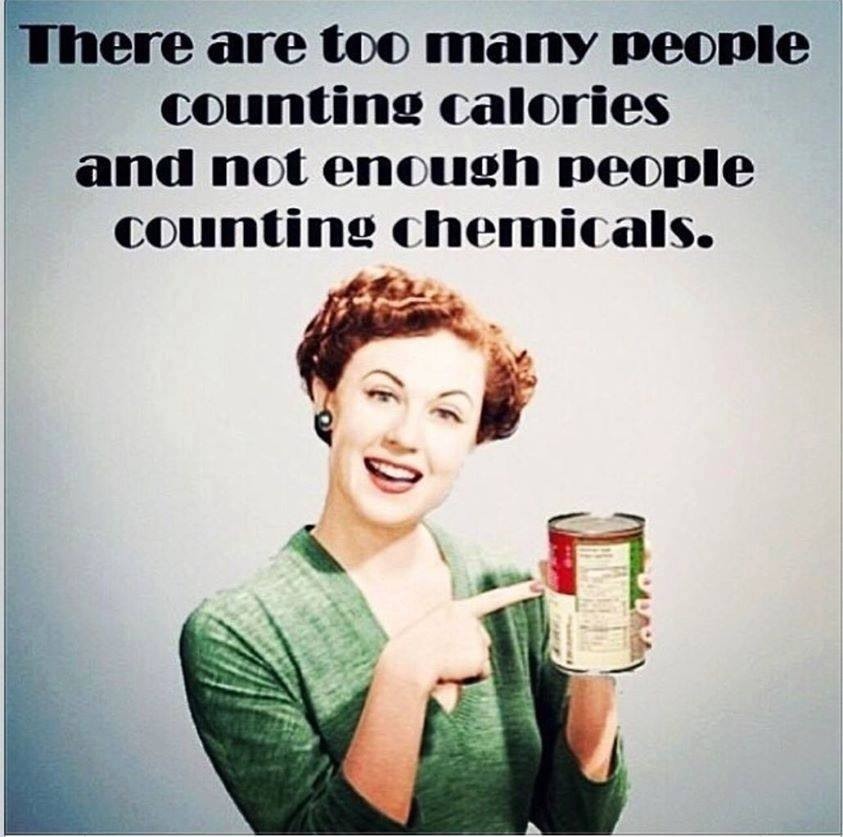 There are too many people
counting calories
and not enough people
counting chemicals.